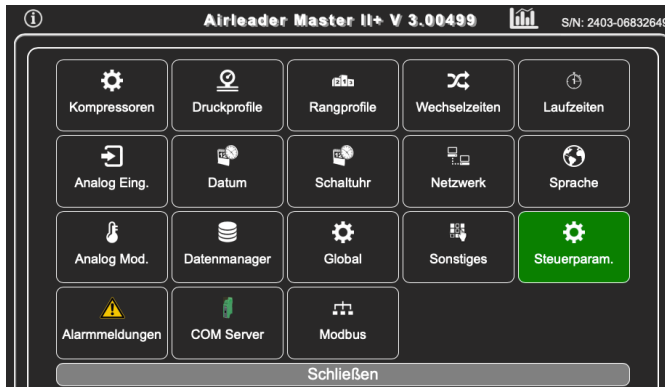 Airleader Master II+ V 3.00499 S/N: 2403-06832649
Kompressoren Druckprofile Rangprofile Wechselzeiten Laufzeiten
Analog Eing. Datum Schaltuhr Netzwerk Sprache
Analog Mod. Datenmanager Global Sonstiges Steuerparam.
Alarmmeldungen COM Server Modbus
Schließen